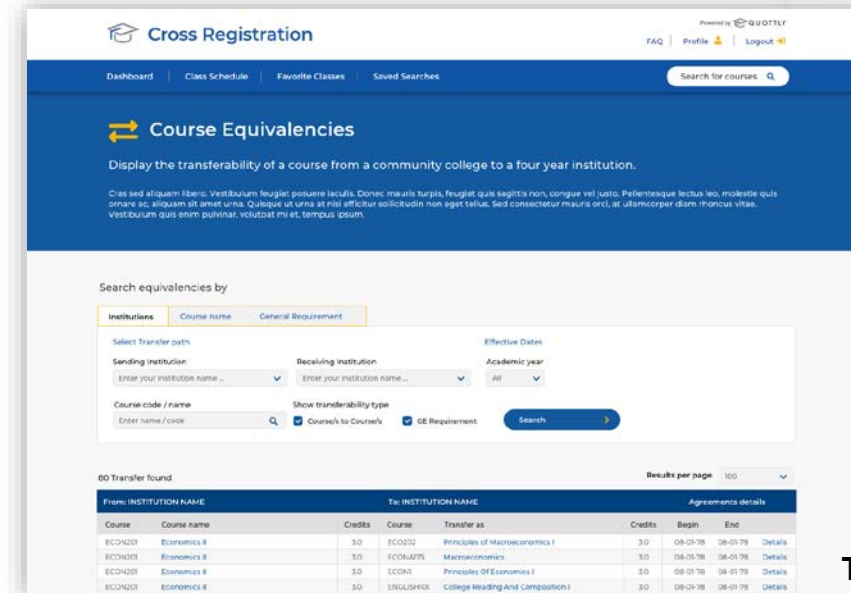 Cross Registration
Powered by QUOTTLY
FAQ Profile Logout
Dashboard Class Schedule Favorite Classes Saved Searches Search for courses
Course Equivalencies
Display the transferability of a course from a community college to a four year institution.
Cras sed aliquam libero. Vestibulum feugiat posuere iaculis. Donec mauris turpis, feugiat quis sagittis non, congue vel justo. Pellentesque lectus leo, molestie quis
ornare ac, aliquam sit amet urna. Quisque ut urna at nisi efficitur sollicitudin non eget tellus. Sed consectetur mauris orci, at ullamcorper diam rhoncus vitae.
Vestibulum quis enim pulvinar, volutpat mi et, tempus ipsum.
Search equivalencies by
Institutions Course name General Requirement
Select Transfer path Effective Dates
Sending Institution Receiving Institution Academic year
Enter your institution name ... Enter your institution name ... All
Course code / name Show transferability type
Enter name / code Course/s to Course/s GE Requirement Search
80 Transfer found Results per page 100
From: INSTITUTION NAME To: INSTITUTION NAME Agreements details
Course Course name Credits Course Transfer as Credits Begin End
ECON201 Economics II 3.0 ECO202 Principles of Macroeconomics I 3.0 08-01-78 08-01-78 Details
ECON201 Economics II 3.0 ECONA175 Macroeconomics 3.0 08-01-78 08-01-78 Details
ECON201 Economics II 3.0 ECON1 Principles Of Economics I 3.0 08-01-78 08-01-78 Details
ECON201 Economics II 3.0 ENGLISH101 College Reading And Composition I 3.0 08-01-78 08-01-78 Details
T